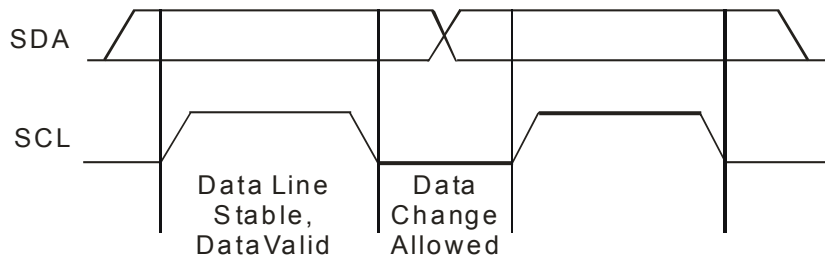 SDA
SCL
Data Line
Stable,
DataValid
Data
Change
Allowed